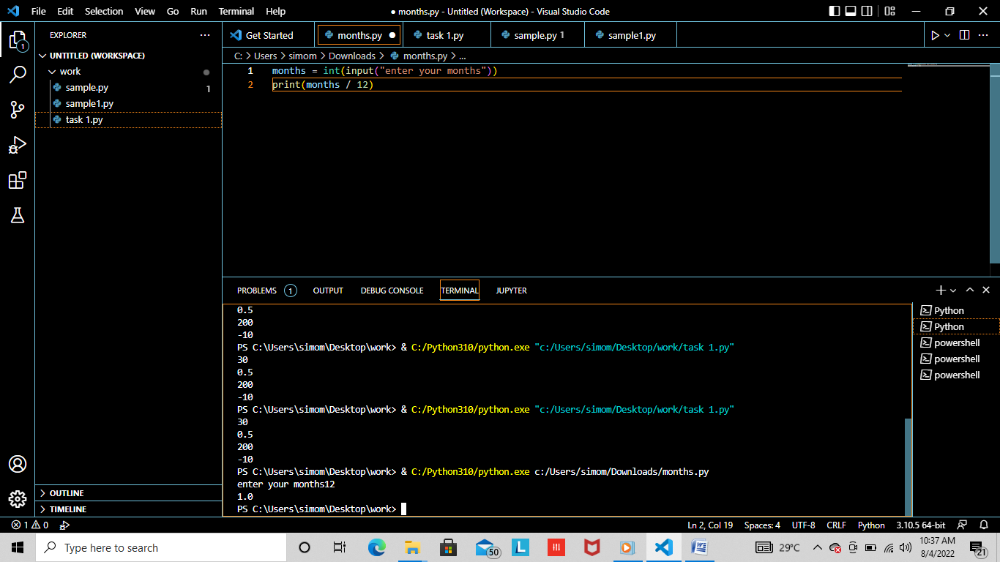 File Edit Selection View Go Run Terminal Help
● months.py - Untitled (Workspace) - Visual Studio Code
EXPLORER
1
UNTITLED (WORKSPACE)
work
sample.py 1
sample1.py
task 1.py
OUTLINE
TIMELINE
Get Started months.py task 1.py sample.py 1 sample1.py
C: > Users > simom > Downloads > months.py > ...
1 months = int(input("enter your months"))
2 print(months / 12)
PROBLEMS 1 OUTPUT DEBUG CONSOLE TERMINAL JUPYTER
0.5
200
-10
PS C:\Users\simom\Desktop\work> & C:/Python310/python.exe "c:/Users/simom/Desktop/work/task 1.py"
30
0.5
200
-10
PS C:\Users\simom\Desktop\work> & C:/Python310/python.exe "c:/Users/simom/Desktop/work/task 1.py"
30
0.5
200
-10
PS C:\Users\simom\Desktop\work> & C:/Python310/python.exe c:/Users/simom/Downloads/months.py
enter your months12
1.0
PS C:\Users\simom\Desktop\work>
Python
Python
powershell
powershell
powershell
1 0
Ln 2, Col 19 Spaces: 4 UTF-8 CRLF Python 3.10.5 64-bit
Type here to search
50
L
29°C
10:37 AM
8/4/2022
21